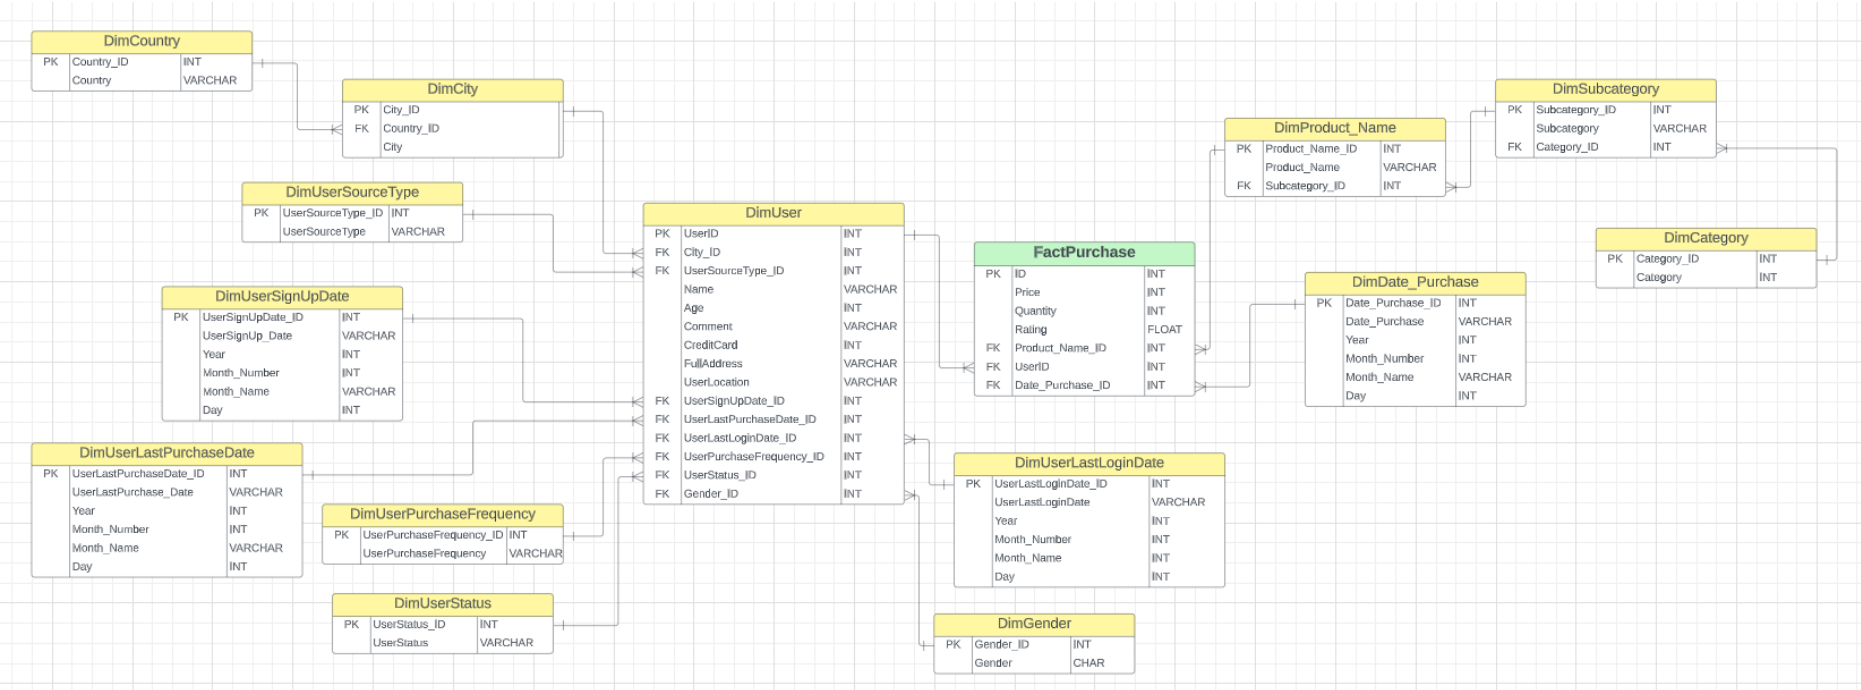 DimCountry
PK Country_ID INT
Country VARCHAR
DimCity
PK City_ID
FK Country_ID
City
DimUserSourceType
PK UserSourceType_ID INT
UserSourceType VARCHAR
DimUserSignUpDate
PK UserSignUpDate_ID INT
UserSignUp_Date VARCHAR
Year INT
Month_Number INT
Month_Name VARCHAR
Day INT
DimUserLastPurchaseDate
PK UserLastPurchaseDate_ID INT
UserLastPurchase_Date VARCHAR
Year INT
Month_Number INT
Month_Name VARCHAR
Day INT
DimUserPurchaseFrequency
PK UserPurchaseFrequency_ID INT
UserPurchaseFrequency VARCHAR
DimUserStatus
PK UserStatus_ID INT
UserStatus VARCHAR
DimUser
PK UserID INT
FK City_ID INT
FK UserSourceType_ID INT
Name VARCHAR
Age INT
Comment VARCHAR
CreditCard INT
FullAddress VARCHAR
UserLocation VARCHAR
FK UserSignUpDate_ID INT
FK UserLastPurchaseDate_ID INT
FK UserLastLoginDate_ID INT
FK UserPurchaseFrequency_ID INT
FK UserStatus_ID INT
FK Gender_ID INT
FactPurchase
PK ID INT
Price INT
Quantity INT
Rating FLOAT
FK Product_Name_ID INT
FK UserID INT
FK Date_Purchase_ID INT
DimUserLastLoginDate
PK UserLastLoginDate_ID INT
UserLastLoginDate VARCHAR
Year INT
Month_Number INT
Month_Name INT
Day INT
DimGender
PK Gender_ID INT
Gender CHAR
DimProduct_Name
PK Product_Name_ID INT
Product_Name VARCHAR
FK Subcategory_ID INT
DimSubcategory
PK Subcategory_ID INT
Subcategory VARCHAR
FK Category_ID INT
DimCategory
PK Category_ID INT
Category INT
DimDate_Purchase
PK Date_Purchase_ID INT
Date_Purchase VARCHAR
Year INT
Month_Number INT
Month_Name VARCHAR
Day INT